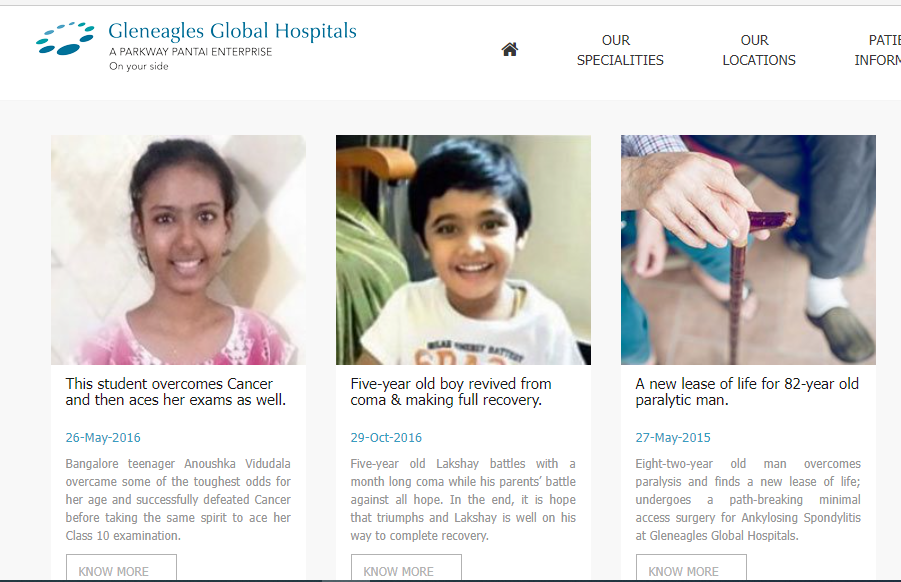 Gleneagles Global Hospitals
A PARKWAY PANTAI ENTERPRISE
On your side
OUR
SPECIALITIES
OUR
LOCATIONS
PATIE
INFORM
This student overcomes Cancer
and then aces her exams as well.
26-May-2016
Bangalore teenager Anoushka Vidudala
overcame some of the toughest odds for
her age and successfully defeated Cancer
before taking the same spirit to ace her
Class 10 examination.
KNOW MORE
Five-year old boy revived from
coma & making full recovery.
29-Oct-2016
Five-year old Lakshay battles with a
month long coma while his parents' battle
against all hope. In the end, it is hope
that triumphs and Lakshay is well on his
way to complete recovery.
KNOW MORE
A new lease of life for 82-year old
paralytic man.
27-May-2015
Eight-two-year old man overcomes
paralysis and finds a new lease of life;
undergoes a path-breaking minimal
access surgery for Ankylosing Spondylitis
at Gleneagles Global Hospitals.
KNOW MORE